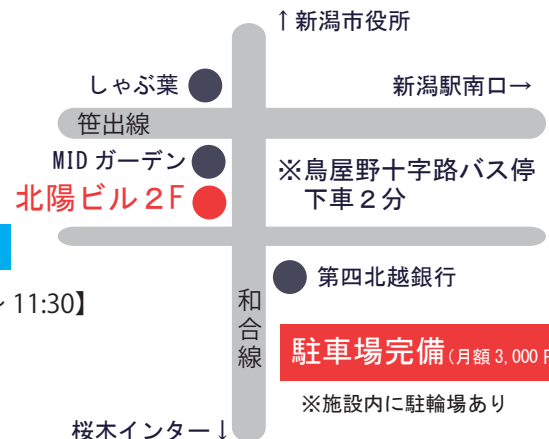 ↑新潟市役所
しゃぶ葉
新潟駅南口→
笹出線
MIDガーデン
※鳥屋野十字路バス停
下車2分
北陽ビル2F
第四北越銀行
11:30】
和合線
駐車場完備(月額3,000
※施設内に駐輪場あり
桜木インター↓